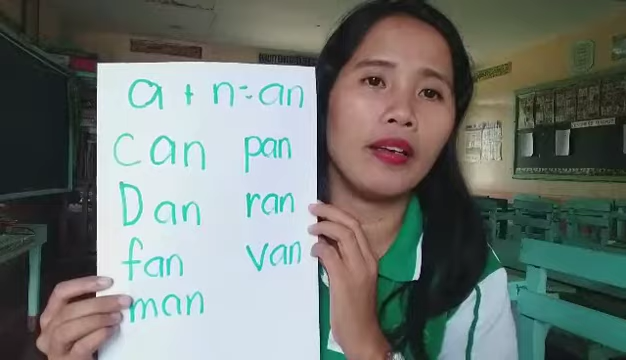 a + n = an
can pan
Dan ran
fan van
man